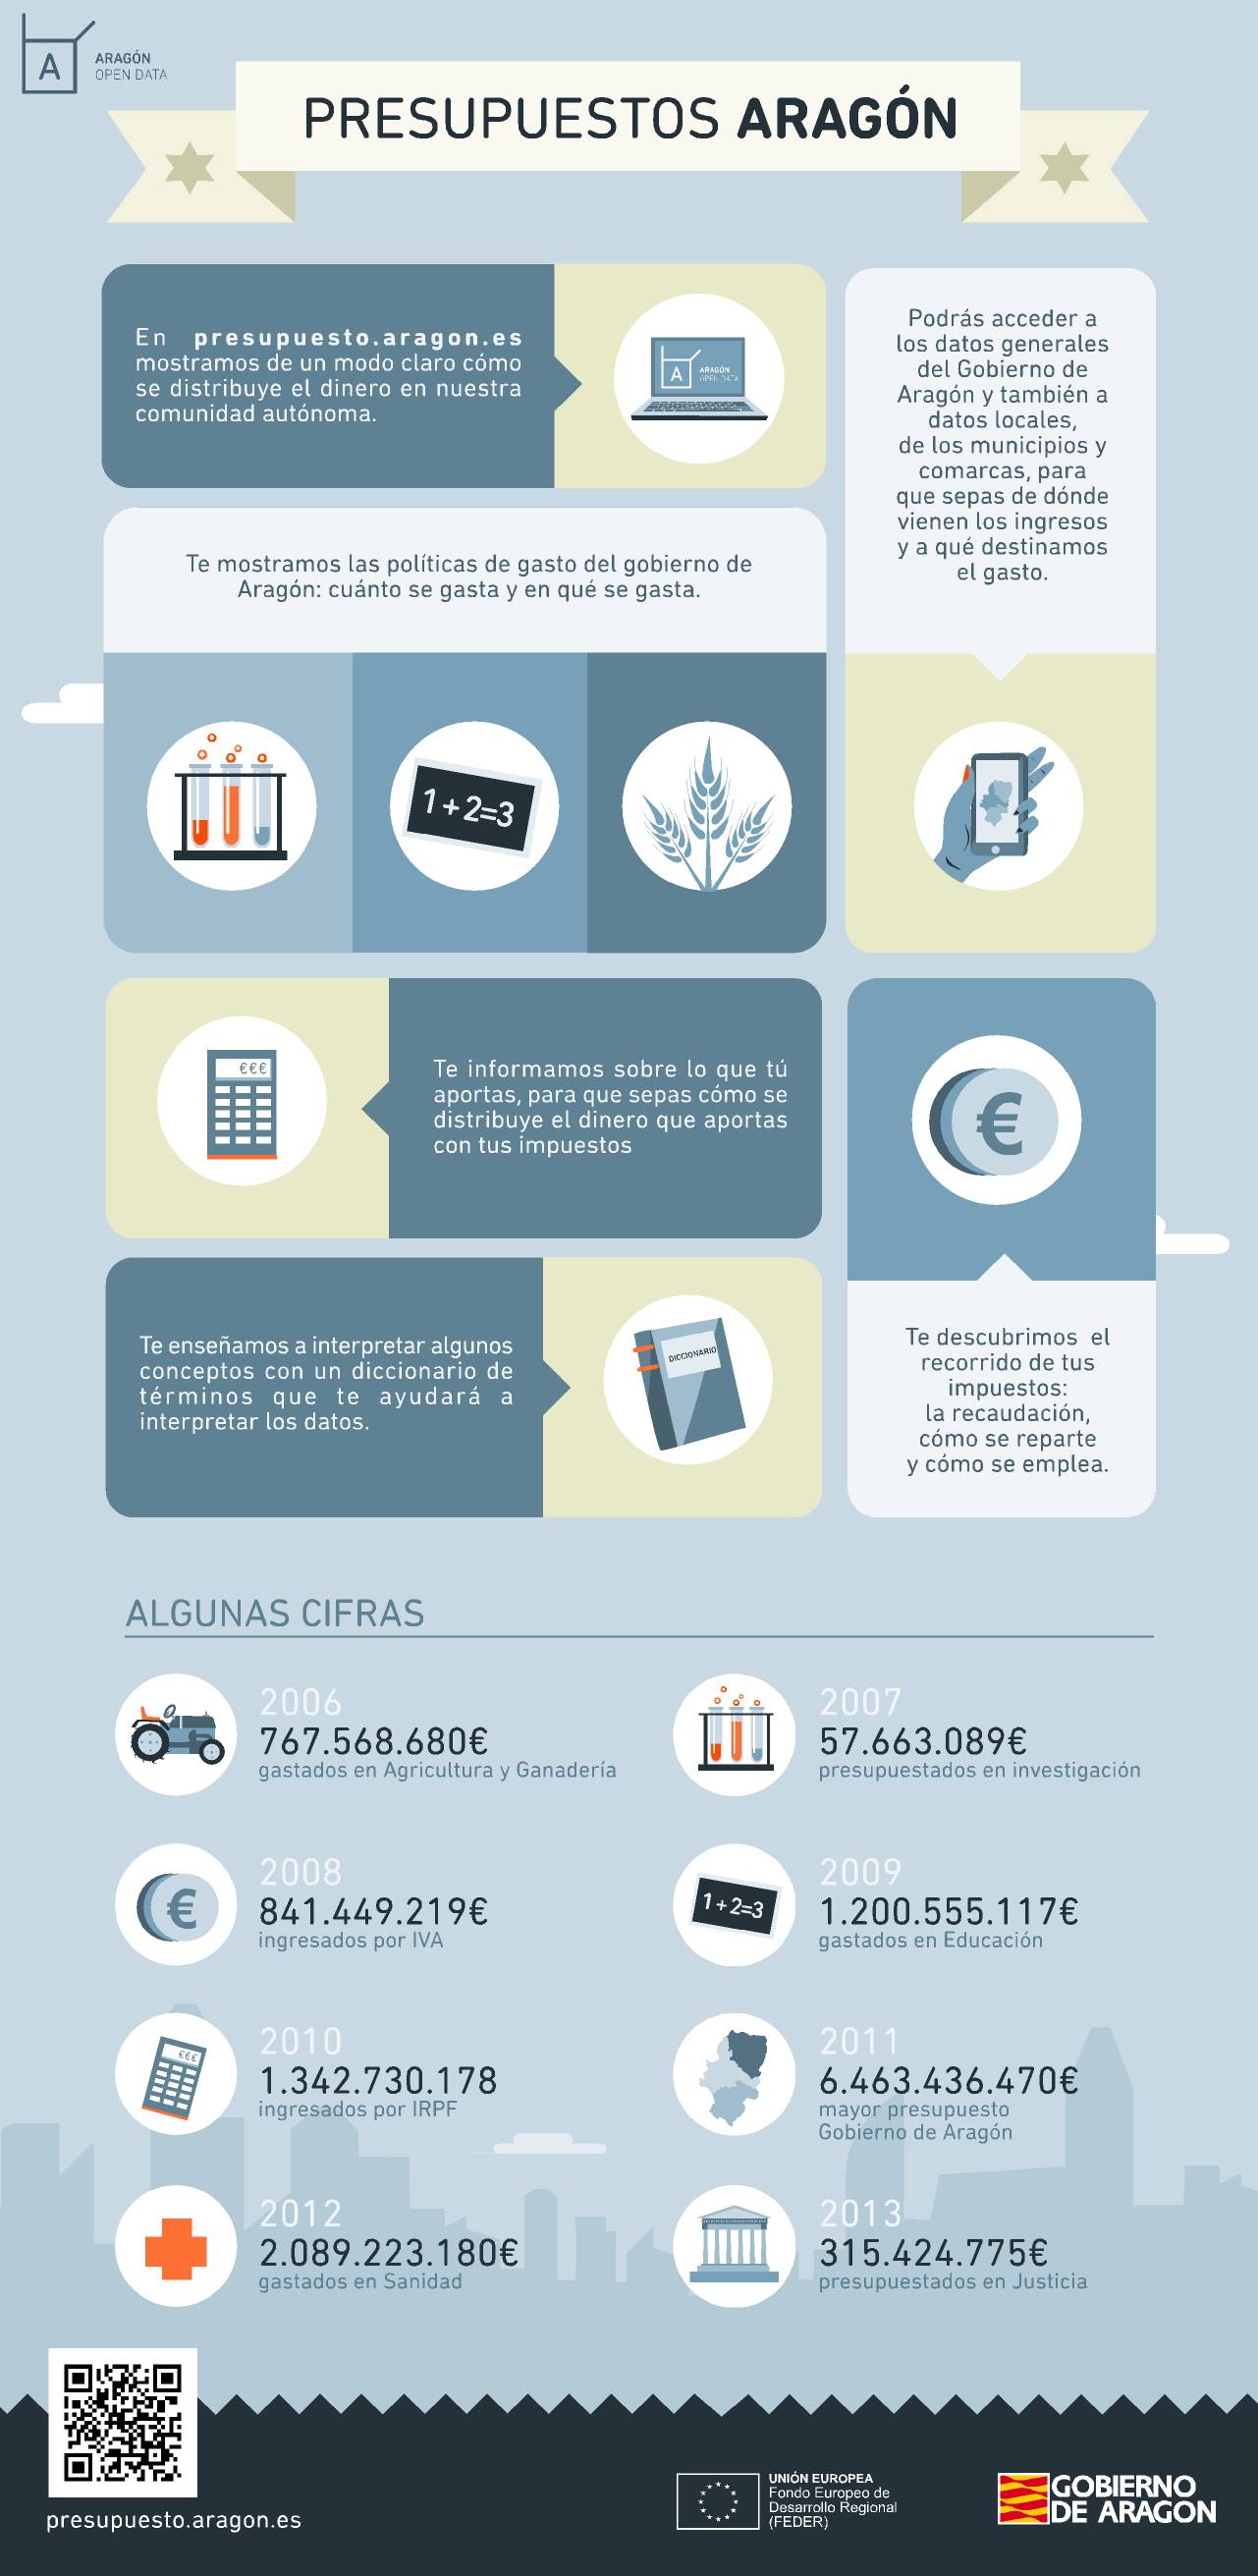 A
ARAGÓN
OPEN DATA
PRESUPUESTOS ARAGÓN
En presupuesto.aragon.es
mostramos de un modo claro cómo
se distribuye el dinero en nuestra
comunidad autónoma.
A
ARAGÓN
OPEN DATA
Podrás acceder a
los datos generales
del Gobierno de
Aragón y también a
datos locales,
de los municipios y
comarcas, para
que sepas de dónde
vienen los ingresos
y a qué destinamos
el gasto.
Te mostramos las políticas de gasto del gobierno de
Aragón: cuánto se gasta y en qué se gasta.
1+2=3
€€€
Te informamos sobre lo que tú
aportas, para que sepas cómo se
distribuye el dinero que aportas
con tus impuestos
€
Te enseñamos a interpretar algunos
conceptos con un diccionario de
términos que te ayudará a
interpretar los datos.
DICCIONARIO
Te descubrimos el
recorrido de tus
impuestos:
la recaudación,
cómo se reparte
y cómo se emplea.
ALGUNAS CIFRAS
2006
767.568.680€
gastados en Agricultura y Ganadería
2007
57.663.089€
presupuestados en investigación
€
2008
841.449.219€
ingresados por IVA
1+2=3
2009
1.200.555.117€
gastados en Educación
€€€
2010
1.342.730.178
ingresados por IRPF
2011
6.463.436.470€
mayor presupuesto
Gobierno de Aragón
2012
2.089.223.180€
gastados en Sanidad
2013
315.424.775€
presupuestados en Justicia
presupuesto.aragon.es
UNIÓN EUROPEA
Fondo Europeo de
Desarrollo Regional
(FEDER)
GOBIERNO
DE ARAGON